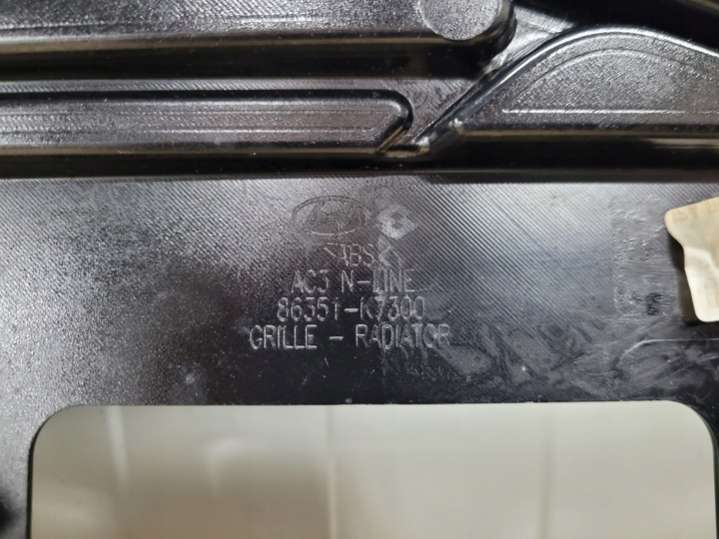 >ABS<
AC3 N-LINE
86351-K7300
GRILLE - RADIATOR